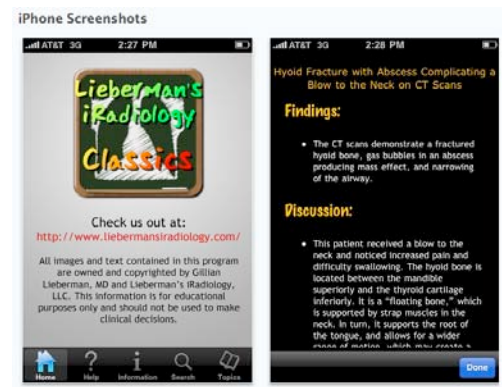 iPhone Screenshots
AT&T 3G 2:27 PM
Lieberman's
iRadiology
Classics
Check us out at:
http://www.liebermansiradiology.com/
All images and text contained in this program
are owned and copyrighted by Gillian
Lieberman, MD and Lieberman's iRadiology,
LLC. This information is for educational
purposes only and should not be used to make
clinical decisions.
Home Help Information Search Topics
AT&T 3G 2:28 PM
Hyoid Fracture with Abscess Complicating a
Blow to the Neck on CT Scans
Findings:
• The CT scans demonstrate a fractured
hyoid bone, gas bubbles in an abscess
producing mass effect, and narrowing
of the airway.
Discussion:
• This patient received a blow to the
neck and noticed increased pain and
difficulty swallowing. The hyoid bone is
located between the mandible
superiorly and the thyroid cartilage
inferiorly. It is a "floating bone," which
is supported by strap muscles in the
neck. In turn, it supports the root of
the tongue, and allows for a wider
range of motion, which may create a
Done